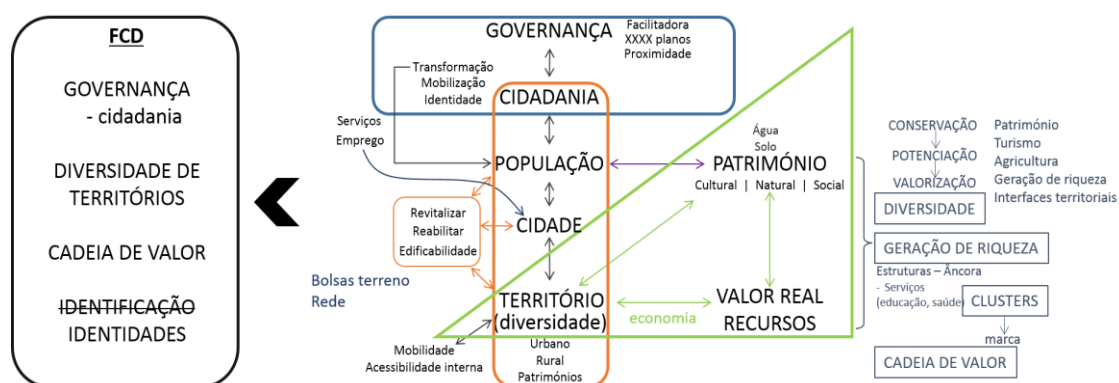 FCD
GOVERNANÇA
- cidadania
DIVERSIDADE DE
TERRITÓRIOS
CADEIA DE VALOR
IDENTIFICAÇÃO
IDENTIDADES
GOVERNANÇA
Facilitadora
XXXX planos
Proximidade
Transformação
Mobilização
Identidade
CIDADANIA
Serviços
Emprego
POPULAÇÃO
Água
Solo
PATRIMÓNIO
Cultural | Natural | Social
Revitalizar
Reabilitar
Edificabilidade
CIDADE
Bolsas terreno
Rede
TERRITÓRIO
(diversidade)
Urbano
Rural
Patrimónios
economia
VALOR REAL
RECURSOS
Mobilidade
Acessibilidade interna
CONSERVAÇÃO
POTENCIAÇÃO
VALORIZAÇÃO
Património
Turismo
Agricultura
Geração de riqueza
Interfaces territoriais
DIVERSIDADE
GERAÇÃO DE RIQUEZA
Estruturas – Âncora
- Serviços
(educação, saúde)
CLUSTERS
marca
CADEIA DE VALOR